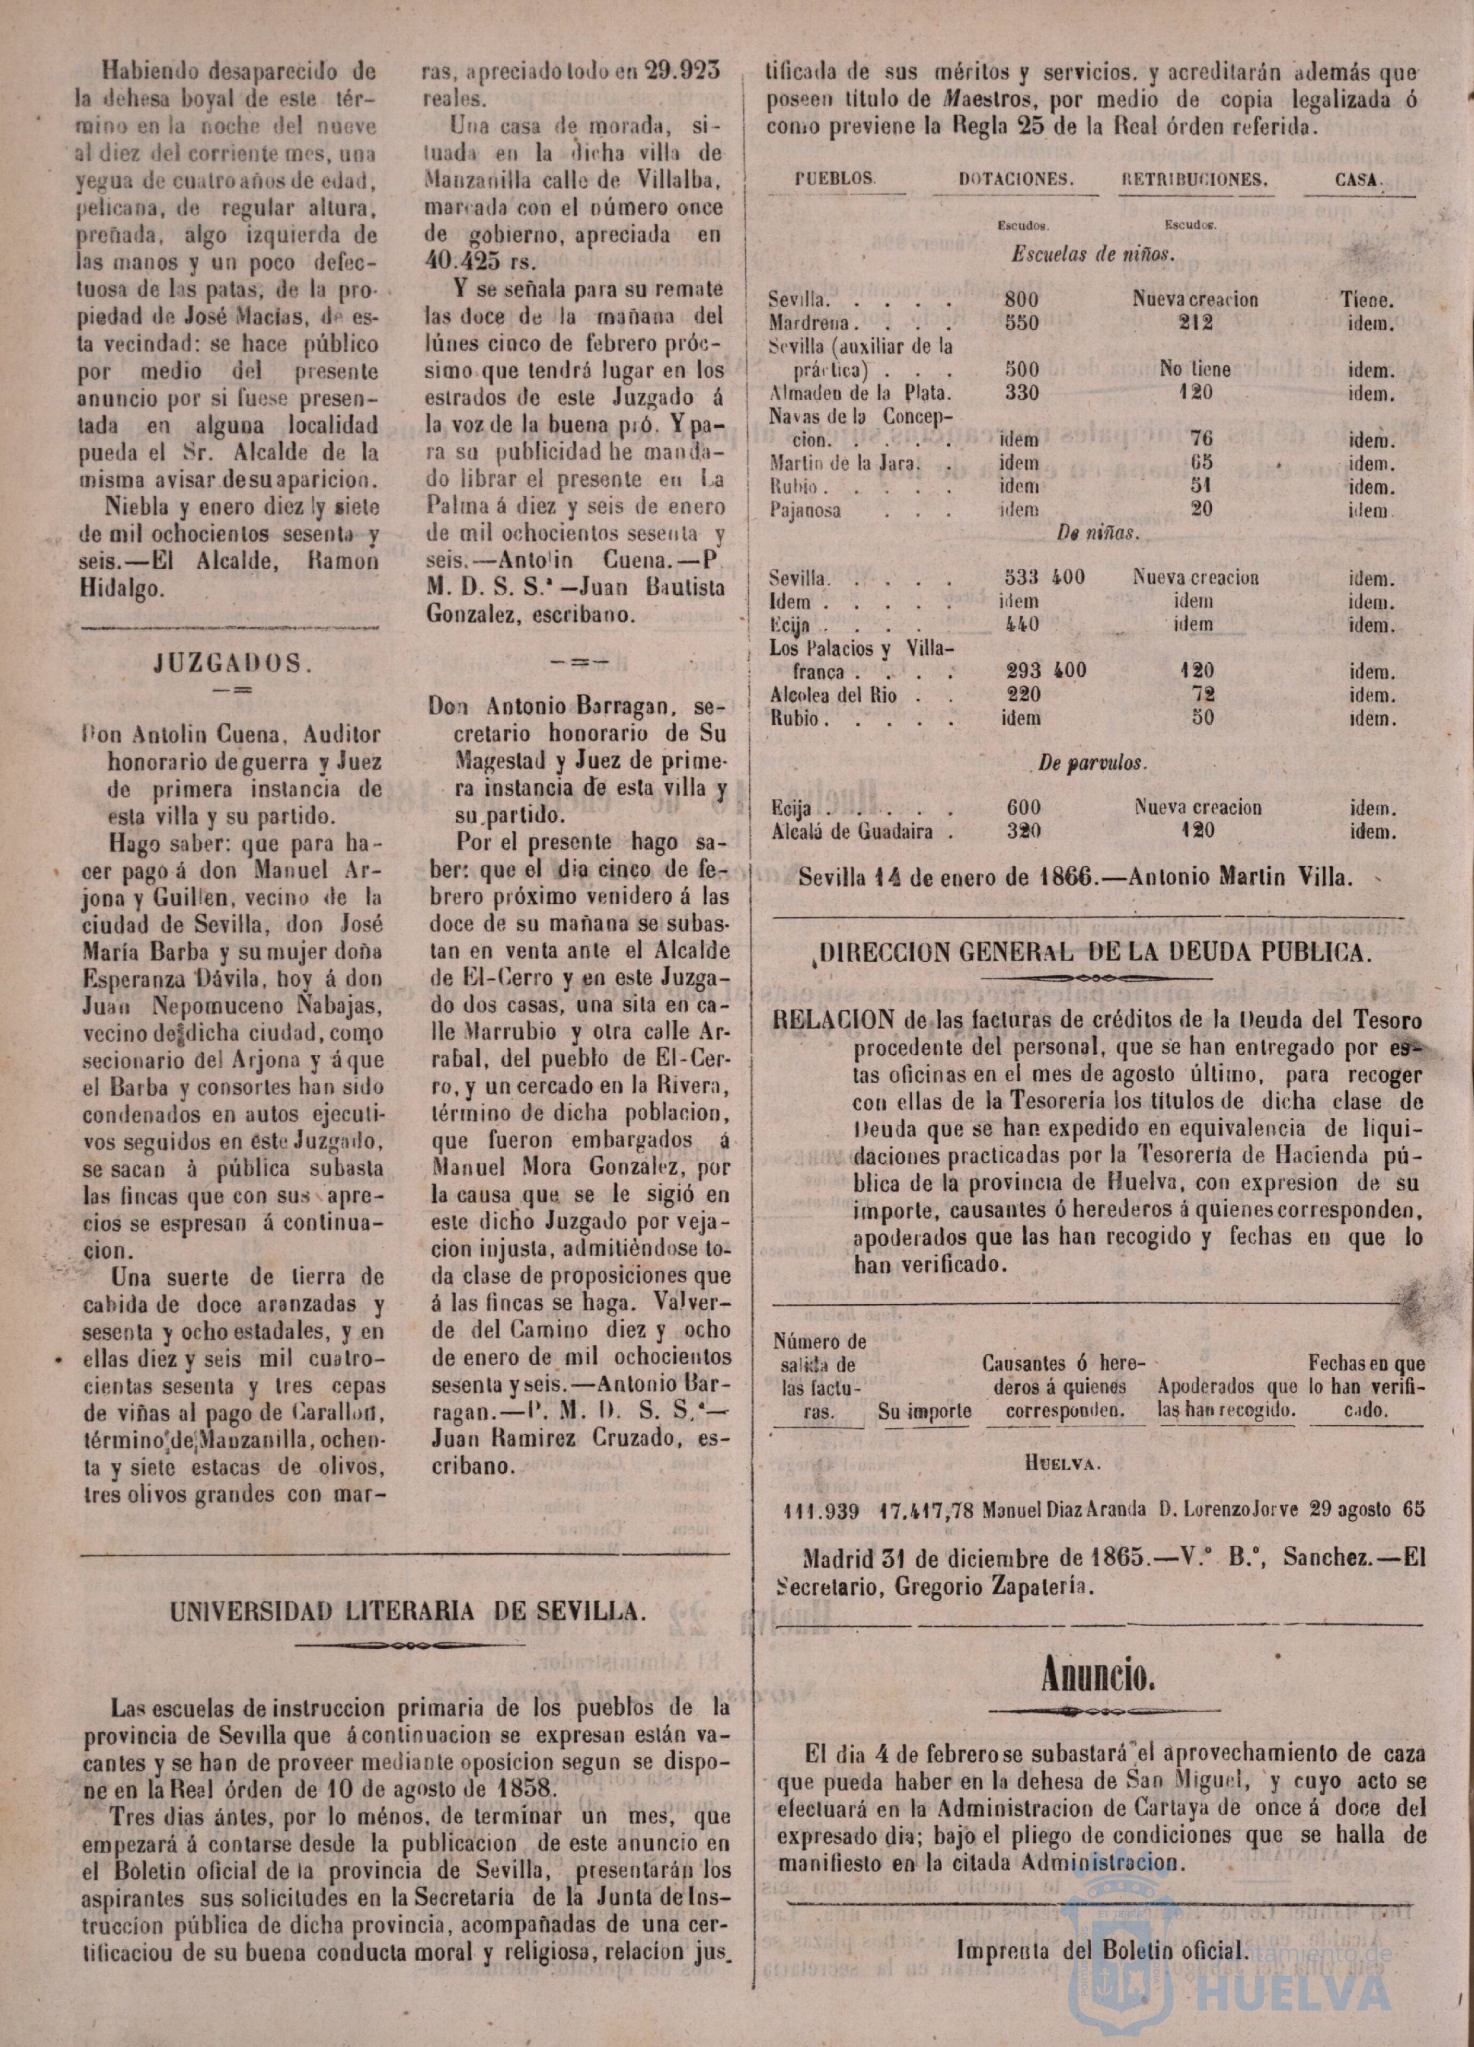 Habiendo desaparecido de
la dehesa boyal de este tér-
mino en la noche del nueve
al diez del corriente mes, una
yegua de cuatro años de edad,
pelicana, de regular altura,
preñada, algo izquierda de
las manos y un poco defec-
tuosa de las patas, de la pro-
piedad de José Macías, de es-
ta vecindad: se hace público
por medio del presente
anuncio por si fuese presen-
tada en alguna localidad
pueda el Sr. Alcalde de la
misma avisar de su aparicion.
Niebla y enero diez y siete
de mil ochocientos sesenta y
seis.—El Alcalde, Ramon
Hidalgo.
JUZGADOS.
Don Antolin Cuena, Auditor
honorario de guerra y Juez
de primera instancia de
esta villa y su partido.
Hago saber: que para ha-
cer pago á don Manuel Ar-
jona y Guillen, vecino de la
ciudad de Sevilla, don José
María Barba y su mujer doña
Esperanza Dávila, hoy á don
Juan Nepomuceno Nabajas,
vecino de dicha ciudad, como
secionario del Arjona y á que
el Barba y consortes han sido
condenados en autos ejecuti-
vos seguidos en este Juzgado,
se sacan à pública subasta
las fincas que con sus apre-
cios se espresan á continua-
cion.
Una suerte de tierra de
cabida de doce aranzadas y
sesenta y ocho estadales, y en
ellas diez y seis mil cuatro-
cientas sesenta y tres cepas
de viñas al pago de Carallon,
término de Manzanilla, ochen-
ta y siete estacas de olivos,
tres olivos grandes con mar-
ras, apreciado todo en 29.923
reales.
Una casa de morada, si-
tuada en la dicha villa de
Manzanilla calle de Villalba,
marcada con el número once
de gobierno, apreciada en
40.425 rs.
Y se señala para su remate
las doce de la mañana del
lúnes cinco de febrero próc-
simo que tendrá lugar en los
estrados de este Juzgado á
la voz de la buena pró. Y pa-
ra su publicidad he manda-
do librar el presente en La
Palma á diez y seis de enero
de mil ochocientos sesenta y
seis.—Antolin Cuena.—P.
M. D. S. S.ª—Juan Bautista
Gonzalez, escribano.
Don Antonio Barragan, se-
cretario honorario de Su
Magestad y Juez de prime-
ra instancia de esta villa y
su partido.
Por el presente hago sa-
ber: que el dia cinco de fe-
brero próximo venidero á las
doce de su mañana se subas-
tan en venta ante el Alcalde
de El-Cerro y en este Juzga-
do dos casas, una sita en ca-
lle Marrubio y otra calle Ar-
rabal, del pueblo de El-Cer-
ro, y un cercado en la Rivera,
término de dicha poblacion,
que fueron embargados á
Manuel Mora Gonzalez, por
la causa que se le sigió en
este dicho Juzgado por veja-
cion injusta, admitiéndose to-
da clase de proposiciones que
á las fincas se haga. Valver-
de del Camino diez y ocho
de enero de mil ochocientos
sesenta y seis.—Antonio Bar-
ragan.—P. M. D. S. S.ª—
Juan Ramirez Cruzado, es-
cribano.
UNIVERSIDAD LITERARIA DE SEVILLA.
Las escuelas de instruccion primaria de los pueblos de la
provincia de Sevilla que á continuacion se expresan están va-
cantes y se han de proveer mediante oposicion segun se dispo-
ne en la Real órden de 10 de agosto de 1858.
Tres dias ántes, por lo ménos, de terminar un mes, que
empezará á contarse desde la publicacion de este anuncio en
el Boletin oficial de la provincia de Sevilla, presentarán los
aspirantes sus solicitudes en la Secretaría de la Junta de Ins-
truccion pública de dicha provincia, acompañadas de una cer-
tificaciou de su buena conducta moral y religiosa, relacion jus-
tificada de sus méritos y servicios. y acreditarán además que
poseen título de Maestros, por medio de copia legalizada ó
como previene la Regla 25 de la Real órden referida.
PUEBLOS. DOTACIONES. RETRIBUCIONES. CASA.
Escudos. Escudos.
Escuelas de niños.
Sevilla. . . . . 800 Nueva creacion Tiene.
Mardrona. . . . 550 212 idem.
Sevilla (auxiliar de la
práctica) . . . 500 No tiene idem.
Almaden de la Plata. 330 120 idem.
Navas de la Concep-
cion. . . . . idem 76 idem.
Martin de la Jara. . idem 65 idem.
Rubio. . . . . idem 51 idem.
Pajanosa . . . idem 20 idem
De niñas.
Sevilla. . . . . 533 400 Nueva creacion idem.
Idem . . . . . idem idem idem.
Ecija . . . . . 440 idem idem.
Los Palacios y Villa-
franca . . . . 293 400 120 idem.
Alcolea del Rio . . 220 72 idem.
Rubio. . . . . idem 50 idem.
De parvulos.
Ecija . . . . . 600 Nueva creacion idem.
Alcalá de Guadaira . 320 120 idem.
Sevilla 14 de enero de 1866.—Antonio Martin Villa.
DIRECCION GENERAL DE LA DEUDA PUBLICA.
RELACION de las facturas de créditos de la Deuda del Tesoro
procedente del personal, que se han entregado por es-
tas oficinas en el mes de agosto último, para recoger
con ellas de la Tesorería los títulos de dicha clase de
Deuda que se han expedido en equivalencia de liqui-
daciones practicadas por la Tesorería de Hacienda pú-
blica de la provincia de Huelva, con expresion de su
importe, causantes ó herederos á quienes corresponden,
apoderados que las han recogido y fechas en que lo
han verificado.
Número de
salida de Causantes ó here- Fechas en que
las factu- deros á quienes Apoderados que lo han verifi-
ras. Su importe corresponden. las han recogido. cado.
HUELVA.
111.939 17.417,78 Manuel Diaz Aranda D. Lorenzo Jorve 29 agosto 65
Madrid 31 de diciembre de 1865.—V.º B.º, Sanchez.—El
Secretario, Gregorio Zapatería.
Anuncio.
El dia 4 de febrero se subastará el aprovechamiento de caza
que pueda haber en la dehesa de San Miguel, y cuyo acto se
efectuará en la Administracion de Cartaya de once á doce del
expresado dia; bajo el pliego de condiciones que se halla de
manifiesto en la citada Administracion.
Imprenta del Boletin oficial.
Ayuntamiento de
HUELVA